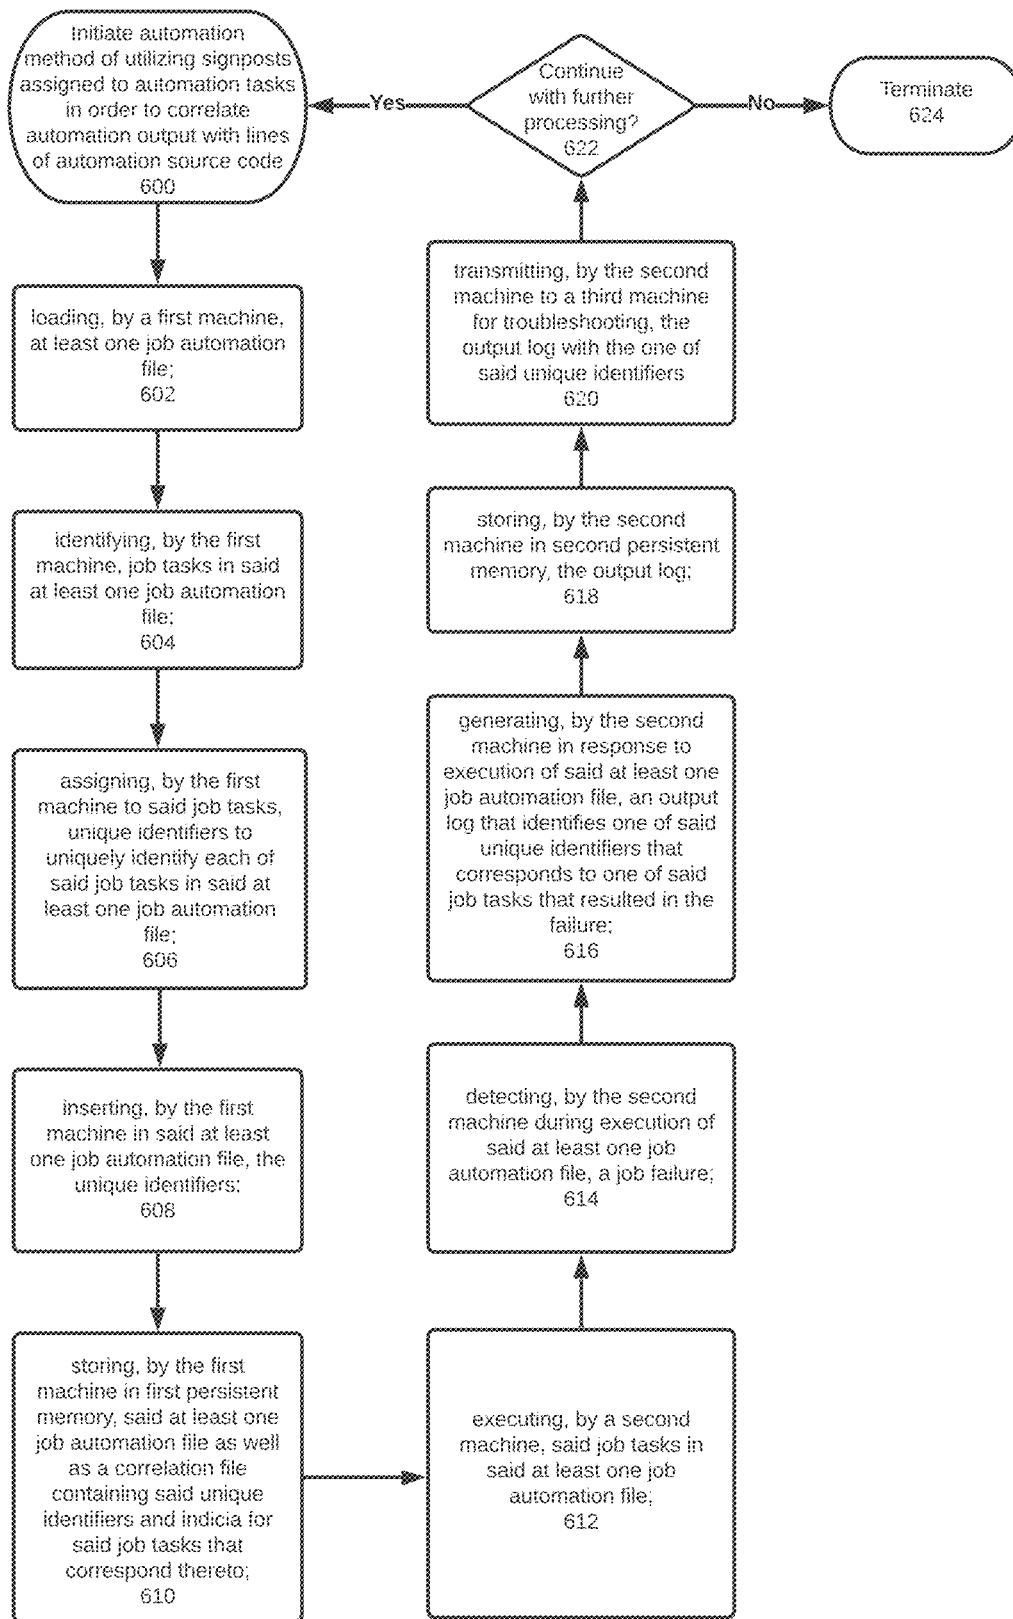 Initiate automation
method of utilizing signposts
assigned to automation tasks
in order to correlate
automation output with lines
of automation source code
600
loading, by a first machine,
at least one job automation
file;
602
identifying, by the first
machine, job tasks in said
at least one job automation
file;
604
assigning, by the first
machine to said job tasks,
unique identifiers to
uniquely identify each of
said job tasks in said at
least one job automation
file;
606
inserting, by the first
machine in said at least
one job automation file, the
unique identifiers;
608
storing, by the first
machine in first persistent
memory, said at least one
job automation file as well
as a correlation file
containing said unique
identifiers and indicia for
said job tasks that
correspond thereto;
610
executing, by a second
machine, said job tasks in
said at least one job
automation file;
612
detecting, by the second
machine during execution of
said at least one job
automation file, a job failure;
614
generating, by the second
machine in response to
execution of said at least one
job automation file, an output
log that identifies one of said
unique identifiers that
corresponds to one of said
job tasks that resulted in the
failure;
616
storing, by the second
machine in second persistent
memory, the output log;
618
transmitting, by the second
machine to a third machine
for troubleshooting, the
output log with the one of
said unique identifiers
620
Continue
with further
processing?
622
Yes
No
Terminate
624